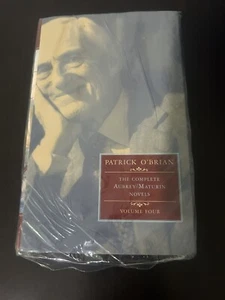 PATRICK O'BRIAN
THE COMPLETE
AUBREY/MATURIN
NOVELS
VOLUME FOUR